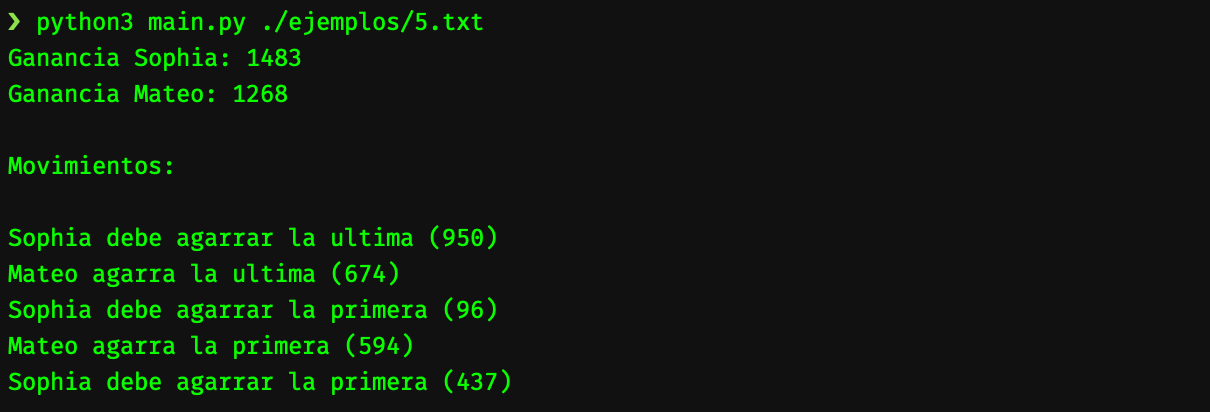 ❯ python3 main.py ./ejemplos/5.txt
Ganancia Sophia: 1483
Ganancia Mateo: 1268
Movimientos:
Sophia debe agarrar la ultima (950)
Mateo agarra la ultima (674)
Sophia debe agarrar la primera (96)
Mateo agarra la primera (594)
Sophia debe agarrar la primera (437)